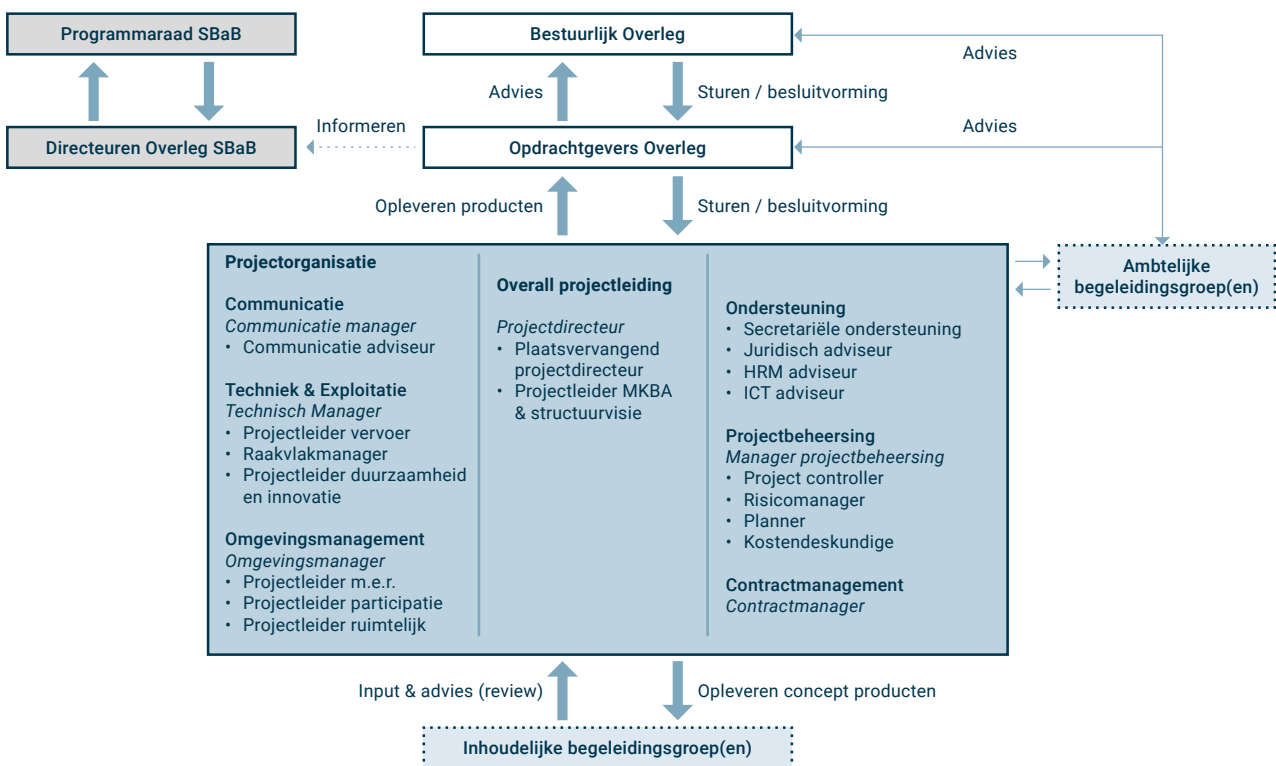 Programmaraad SBaB
Bestuurlijk Overleg
Advies
Advies
Sturen / besluitvorming
Informeren
Advies
Directeuren Overleg SBaB
Opdrachtgevers Overleg
Opleveren producten
Sturen / besluitvorming
Projectorganisatie
Communicatie
Communicatie manager
• Communicatie adviseur
Techniek & Exploitatie
Technisch Manager
• Projectleider vervoer
• Raakvlakmanager
• Projectleider duurzaamheid
en innovatie
Omgevingsmanagement
Omgevingsmanager
• Projectleider m.e.r.
• Projectleider participatie
• Projectleider ruimtelijk
Overall projectleiding
Projectdirecteur
• Plaatsvervangend
projectdirecteur
• Projectleider MKBA
& structuurvisie
Ondersteuning
• Secretariële ondersteuning
• Juridisch adviseur
• HRM adviseur
• ICT adviseur
Projectbeheersing
Manager projectbeheersing
• Project controller
• Risicomanager
• Planner
• Kostendeskundige
Contractmanagement
Contractmanager
Ambtelijke
begeleidingsgroep(en)
Input & advies (review)
Opleveren concept producten
Inhoudelijke begeleidingsgroep(en)